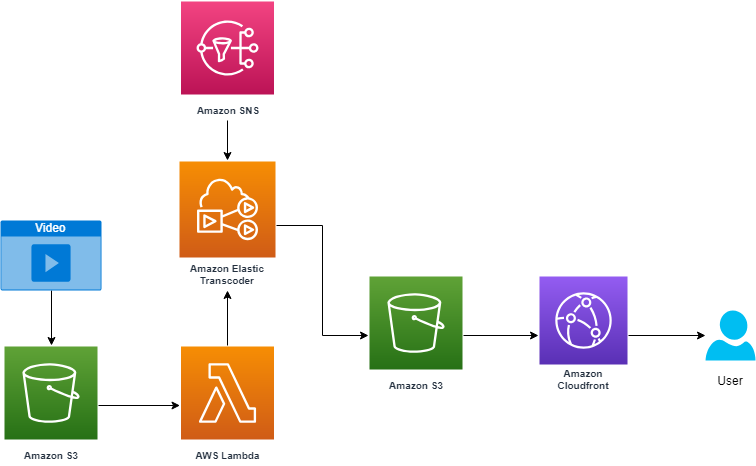 Amazon SNS
Video
Amazon Elastic
Transcoder
Amazon S3
AWS Lambda
Amazon S3
Amazon
Cloudfront
User